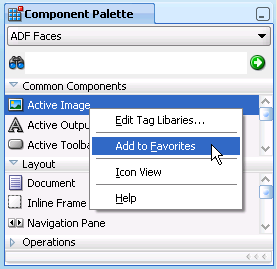 Component Palette
ADF Faces
Common Components
Active Image
Active Outpu
Active Toolba
Edit Tag Libaries...
Add to Favorites
Icon View
Help
Layout
Document
Inline Frame
Navigation Pane
Operations